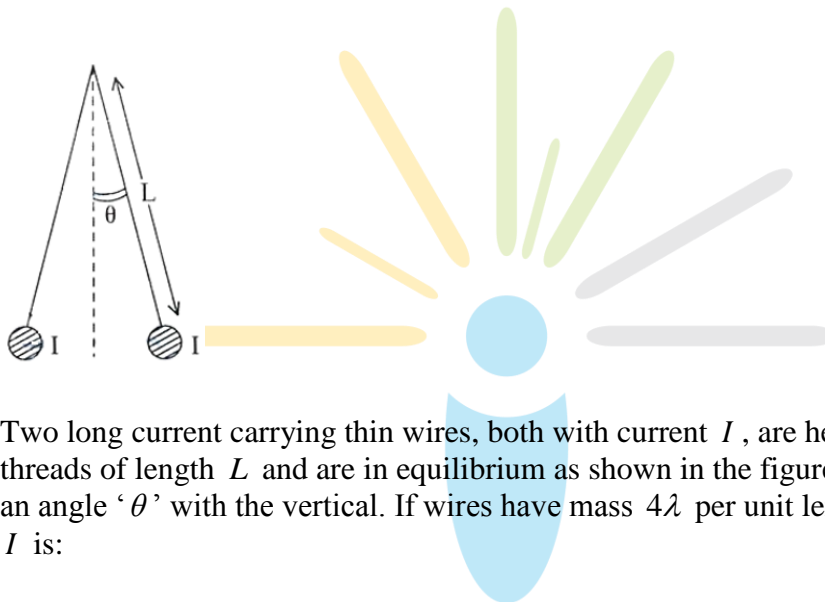 L
θ
I
I
Two long current carrying thin wires, both with current I , are he
threads of length L and are in equilibrium as shown in the figure
an angle ‘ θ ’ with the vertical. If wires have mass 4λ per unit le
I is: